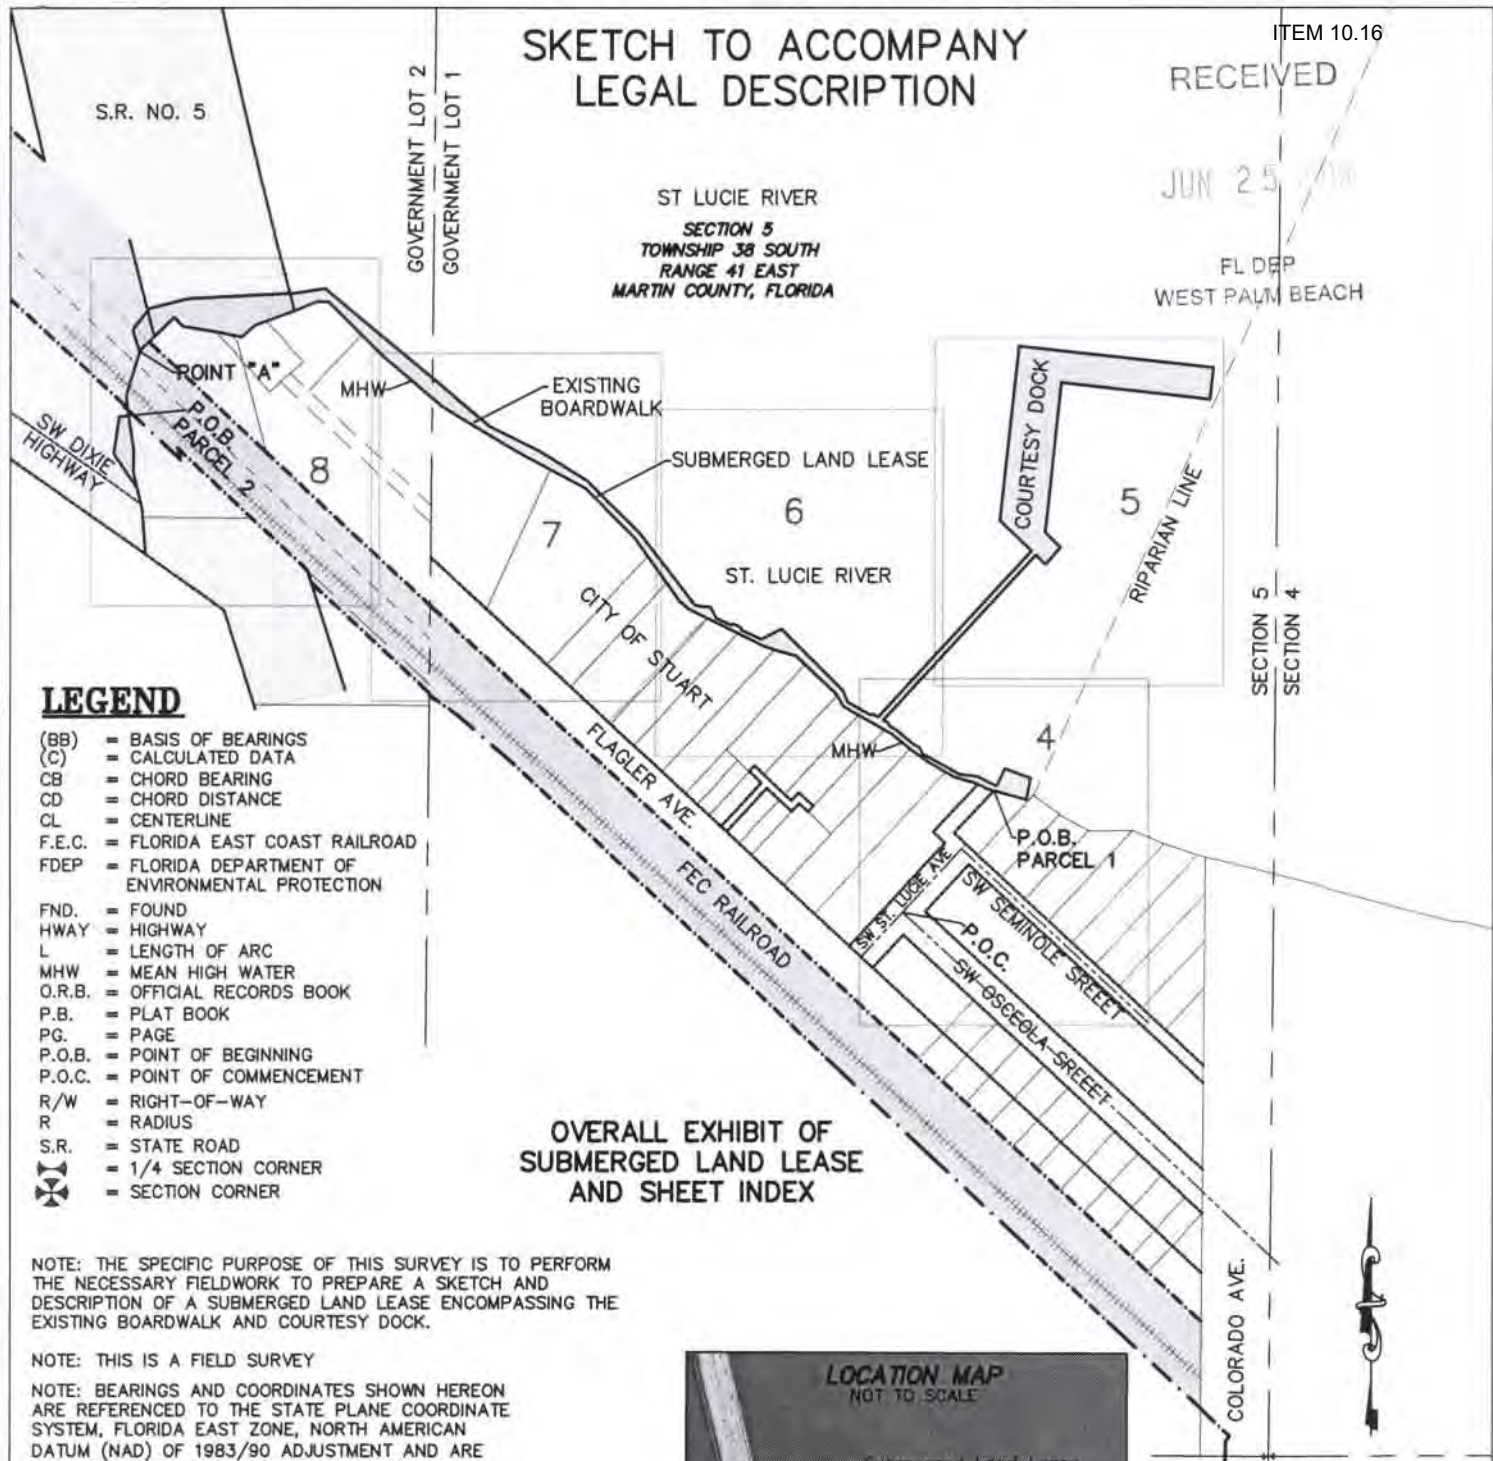 ITEM 10.16
SKETCH TO ACCOMPANY
LEGAL DESCRIPTION
RECEIVED
JUN 25
FL DEP
WEST PALM BEACH
S.R. NO. 5
GOVERNMENT LOT 2
GOVERNMENT LOT 1
ST LUCIE RIVER
SECTION 5
TOWNSHIP 38 SOUTH
RANGE 41 EAST
MARTIN COUNTY, FLORIDA
POINT "A"
MHW
EXISTING
BOARDWALK
P.O.B.
PARCEL 2
SW DIXIE
HIGHWAY
SUBMERGED LAND LEASE
COURTESY DOCK
RIPARIAN LINE
8
7
6
5
4
ST. LUCIE RIVER
CITY OF STUART
SECTION 5
SECTION 4
FLAGLER AVE.
MHW
P.O.B.
PARCEL 1
FEC RAILROAD
SW ST. LUCIE AVE
SW SEMINOLE SREEET
P.O.C.
SW OSCEOLA SREEET
LEGEND
(BB) = BASIS OF BEARINGS
(C) = CALCULATED DATA
CB = CHORD BEARING
CD = CHORD DISTANCE
CL = CENTERLINE
F.E.C. = FLORIDA EAST COAST RAILROAD
FDEP = FLORIDA DEPARTMENT OF
ENVIRONMENTAL PROTECTION
FND. = FOUND
HWAY = HIGHWAY
L = LENGTH OF ARC
MHW = MEAN HIGH WATER
O.R.B. = OFFICIAL RECORDS BOOK
P.B. = PLAT BOOK
PG. = PAGE
P.O.B. = POINT OF BEGINNING
P.O.C. = POINT OF COMMENCEMENT
R/W = RIGHT-OF-WAY
R = RADIUS
S.R. = STATE ROAD
= 1/4 SECTION CORNER
= SECTION CORNER
OVERALL EXHIBIT OF
SUBMERGED LAND LEASE
AND SHEET INDEX
NOTE: THE SPECIFIC PURPOSE OF THIS SURVEY IS TO PERFORM
THE NECESSARY FIELDWORK TO PREPARE A SKETCH AND
DESCRIPTION OF A SUBMERGED LAND LEASE ENCOMPASSING THE
EXISTING BOARDWALK AND COURTESY DOCK.
NOTE: THIS IS A FIELD SURVEY
NOTE: BEARINGS AND COORDINATES SHOWN HEREON
ARE REFERENCED TO THE STATE PLANE COORDINATE
SYSTEM, FLORIDA EAST ZONE, NORTH AMERICAN
DATUM (NAD) OF 1983/90 ADJUSTMENT AND ARE
LOCATION MAP
NOT TO SCALE
COLORADO AVE.